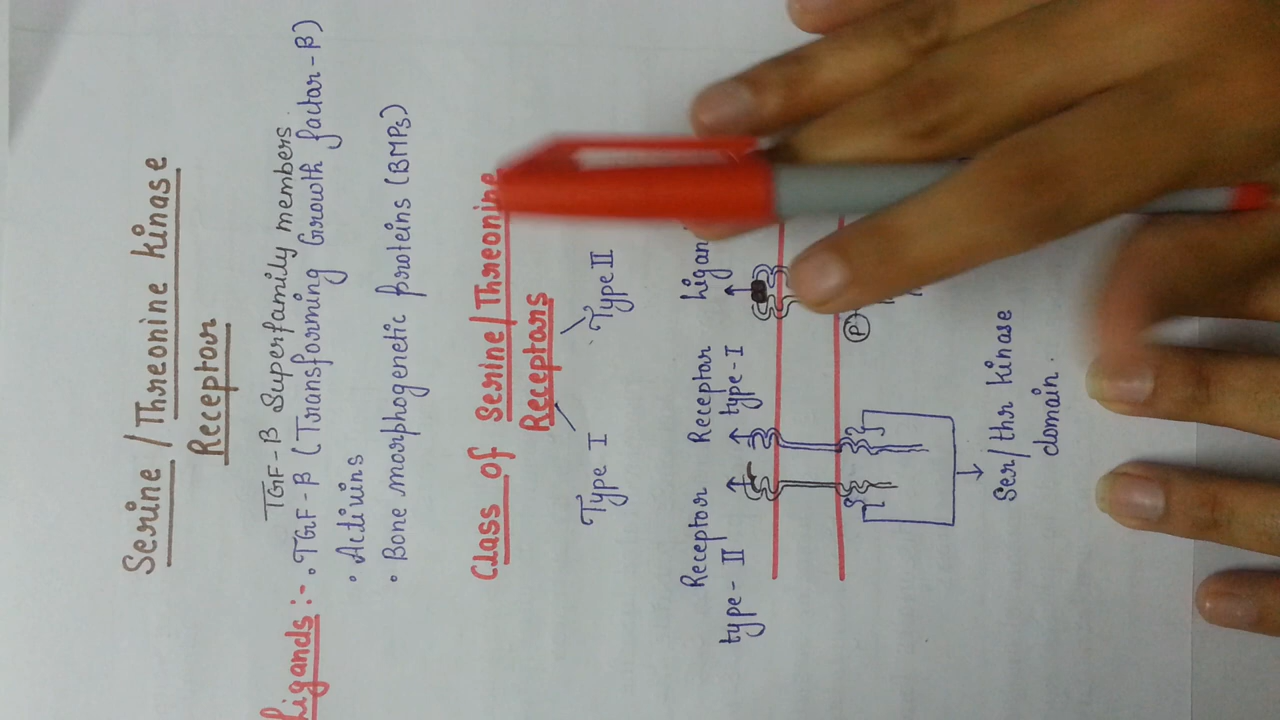 Serine/Threonine kinase
Receptor
TGF-β Superfamily members.
Ligands:- • TGF-β (Transforming Growth factor-β)
• Activins
• Bone morphogenetic proteins (BMPs)
Class of Serine/Threonine
Receptors
Type I Type II
Receptor
type-II
Receptor
type-I
Ligan
P
Ser/thr kinase
domain.